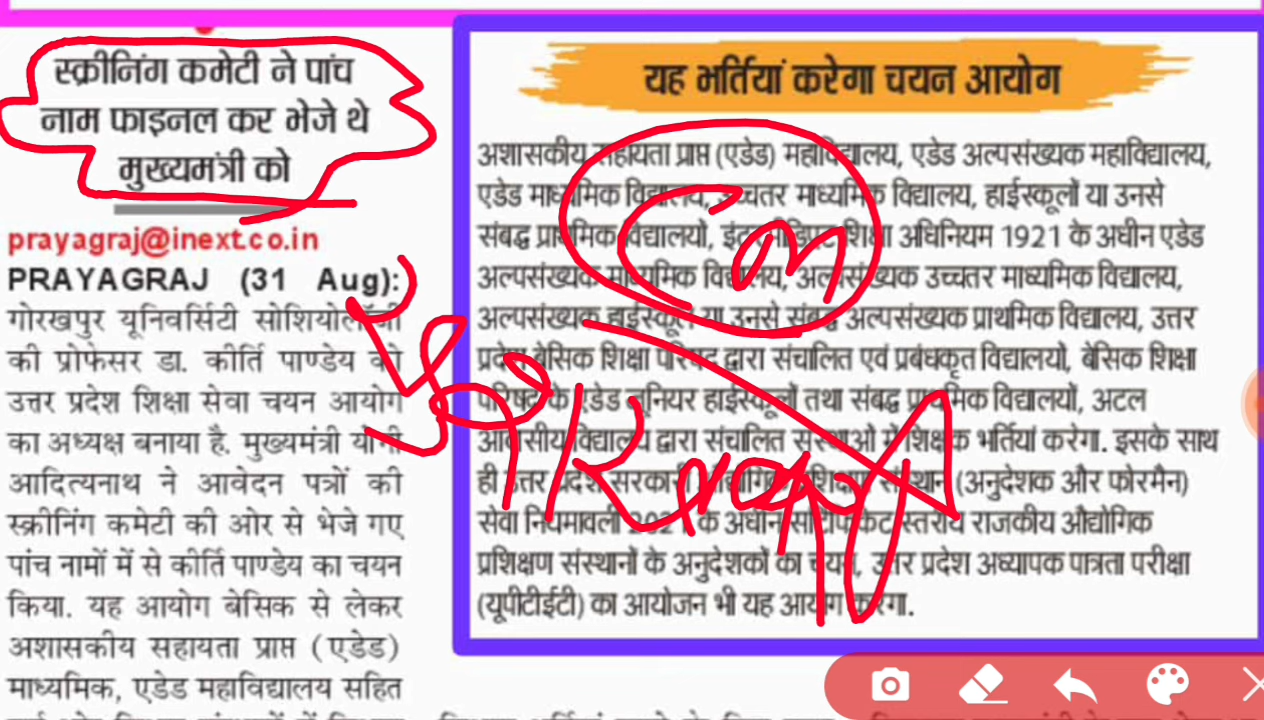 स्क्रीनिंग कमेटी ने पांच
नाम फाइनल कर भेजे थे
मुख्यमंत्री को
prayagraj@inext.co.in
PRAYAGRAJ (31 Aug):
गोरखपुर यूनिवर्सिटी सोशियोलॉजी
की प्रोफेसर डा. कीर्ति पाण्डेय को
उत्तर प्रदेश शिक्षा सेवा चयन आयोग
का अध्यक्ष बनाया है. मुख्यमंत्री योगी
आदित्यनाथ ने आवेदन पत्रों की
स्क्रीनिंग कमेटी की ओर से भेजे गए
पांच नामों में से कीर्ति पाण्डेय का चयन
किया. यह आयोग बेसिक से लेकर
अशासकीय सहायता प्राप्त (एडेड)
माध्यमिक, एडेड महाविद्यालय सहित
यह भर्तियां करेगा चयन आयोग
अशासकीय सहायता प्राप्त (एडेड) महाविद्यालय, एडेड अल्पसंख्यक महाविद्यालय,
एडेड माध्यमिक विद्यालय, उच्चतर माध्यमिक विद्यालय, हाईस्कूलों या उनसे
संबद्ध प्राथमिक विद्यालयों, इंटरमीडिएट शिक्षा अधिनियम 1921 के अधीन एडेड
अल्पसंख्यक माध्यमिक विद्यालय, अल्पसंख्यक उच्चतर माध्यमिक विद्यालय,
अल्पसंख्यक हाईस्कूल या उनसे संबद्ध अल्पसंख्यक प्राथमिक विद्यालय, उत्तर
प्रदेश बेसिक शिक्षा परिषद द्वारा संचालित एवं प्रबंधकृत विद्यालयों, बेसिक शिक्षा
परिषद के एडेड जूनियर हाईस्कूलों तथा संबद्ध प्राथमिक विद्यालयों, अटल
आवासीय विद्यालय द्वारा संचालित संस्थाओं में शिक्षक भर्तियां करेगा. इसके साथ
ही उत्तर प्रदेश सरकारी औद्योगिक प्रशिक्षण संस्थान (अनुदेशक और फोरमैन)
सेवा नियमावली के अधीन सर्टिफिकेट स्तरीय राजकीय औद्योगिक
प्रशिक्षण संस्थानों के अनुदेशकों का चयन, उत्तर प्रदेश अध्यापक पात्रता परीक्षा
(यूपीटीईटी) का आयोजन भी यह आयोग करेगा.